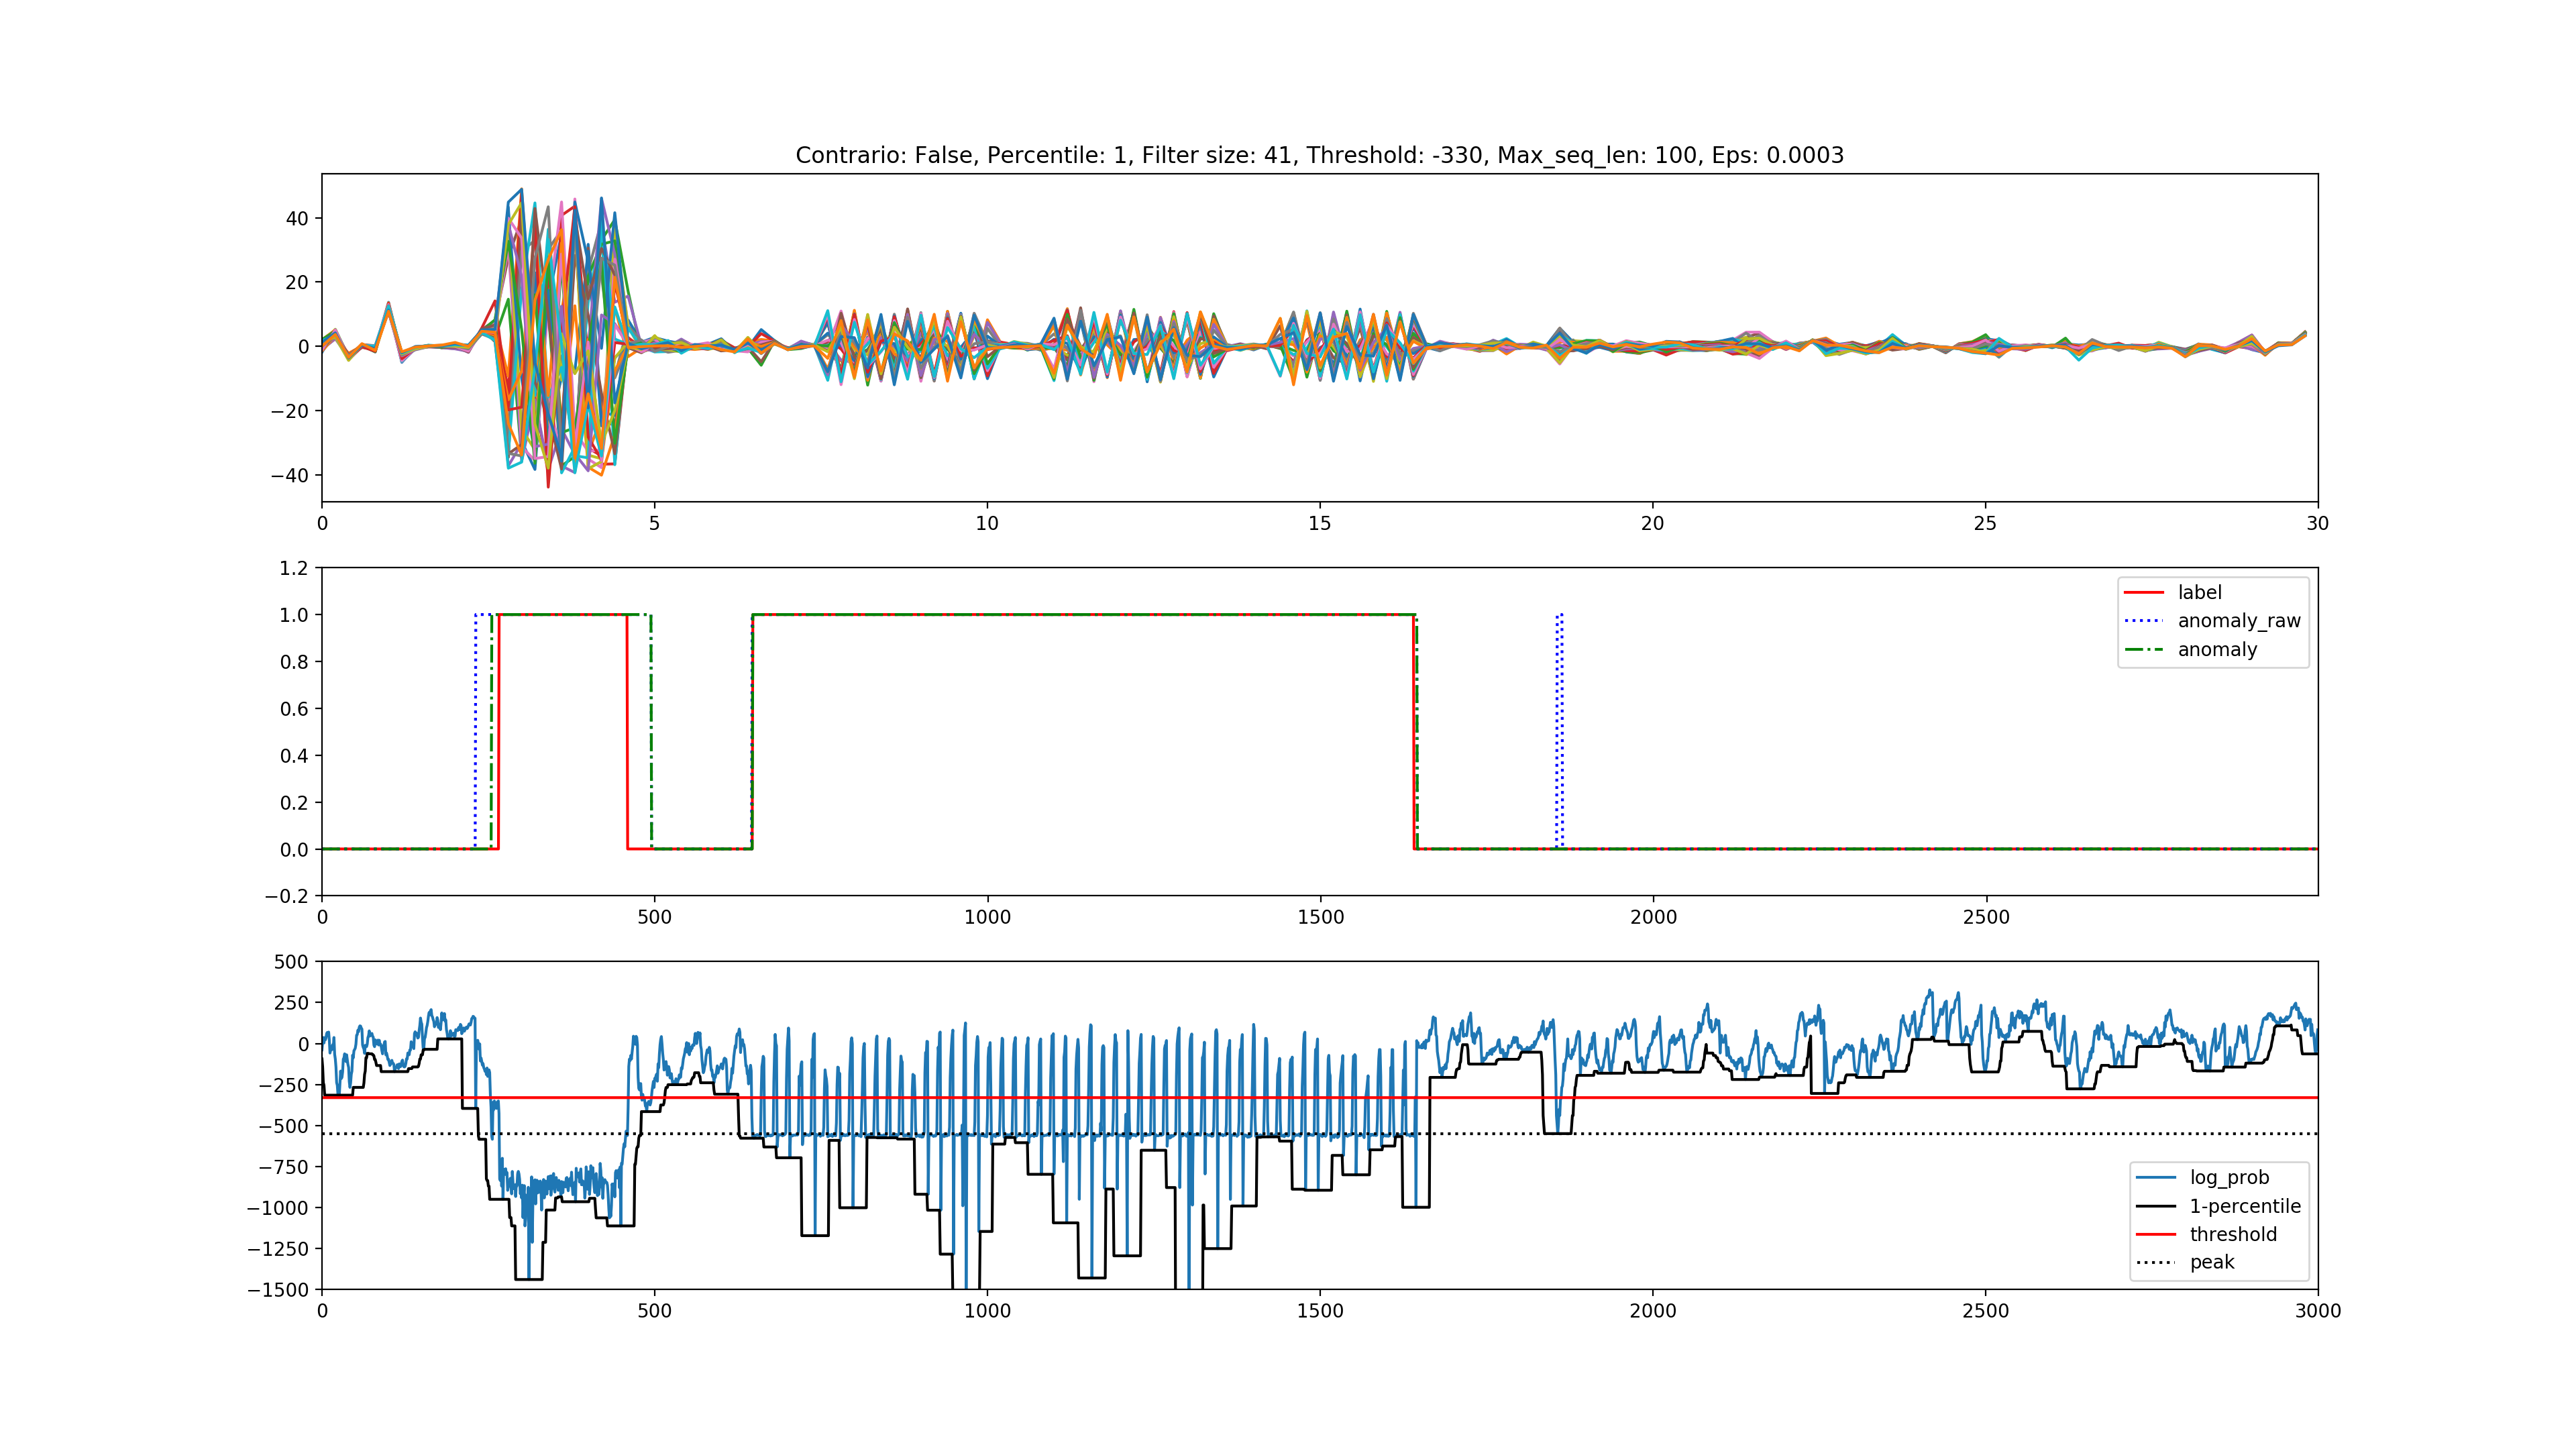 Contrario: False, Percentile: 1, Filter size: 41, Threshold: -330, Max_seq_len: 100, Eps: 0.0003
40
20
0
−20
−40
0 5 10 15 20 25 30
1.2
1.0
0.8
0.6
0.4
0.2
0.0
−0.2
label
anomaly_raw
anomaly
0 500 1000 1500 2000 2500
500
250
0
−250
−500
−750
−1000
−1250
−1500
log_prob
1-percentile
threshold
peak
0 500 1000 1500 2000 2500 3000